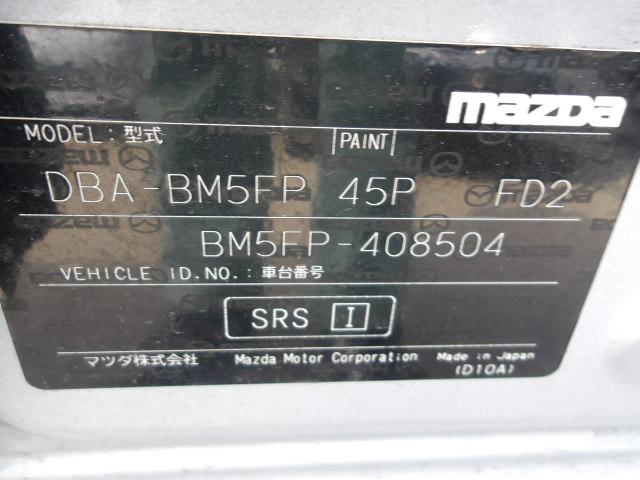 mazda
MODEL:型式 PAINT
DBA-BM5FP 45P FD2
BM5FP-408504
VEHICLE ID.NO.:車台番号
SRS I
マツダ株式会社 Mazda Motor Corporation Made in Japan
(D10A)